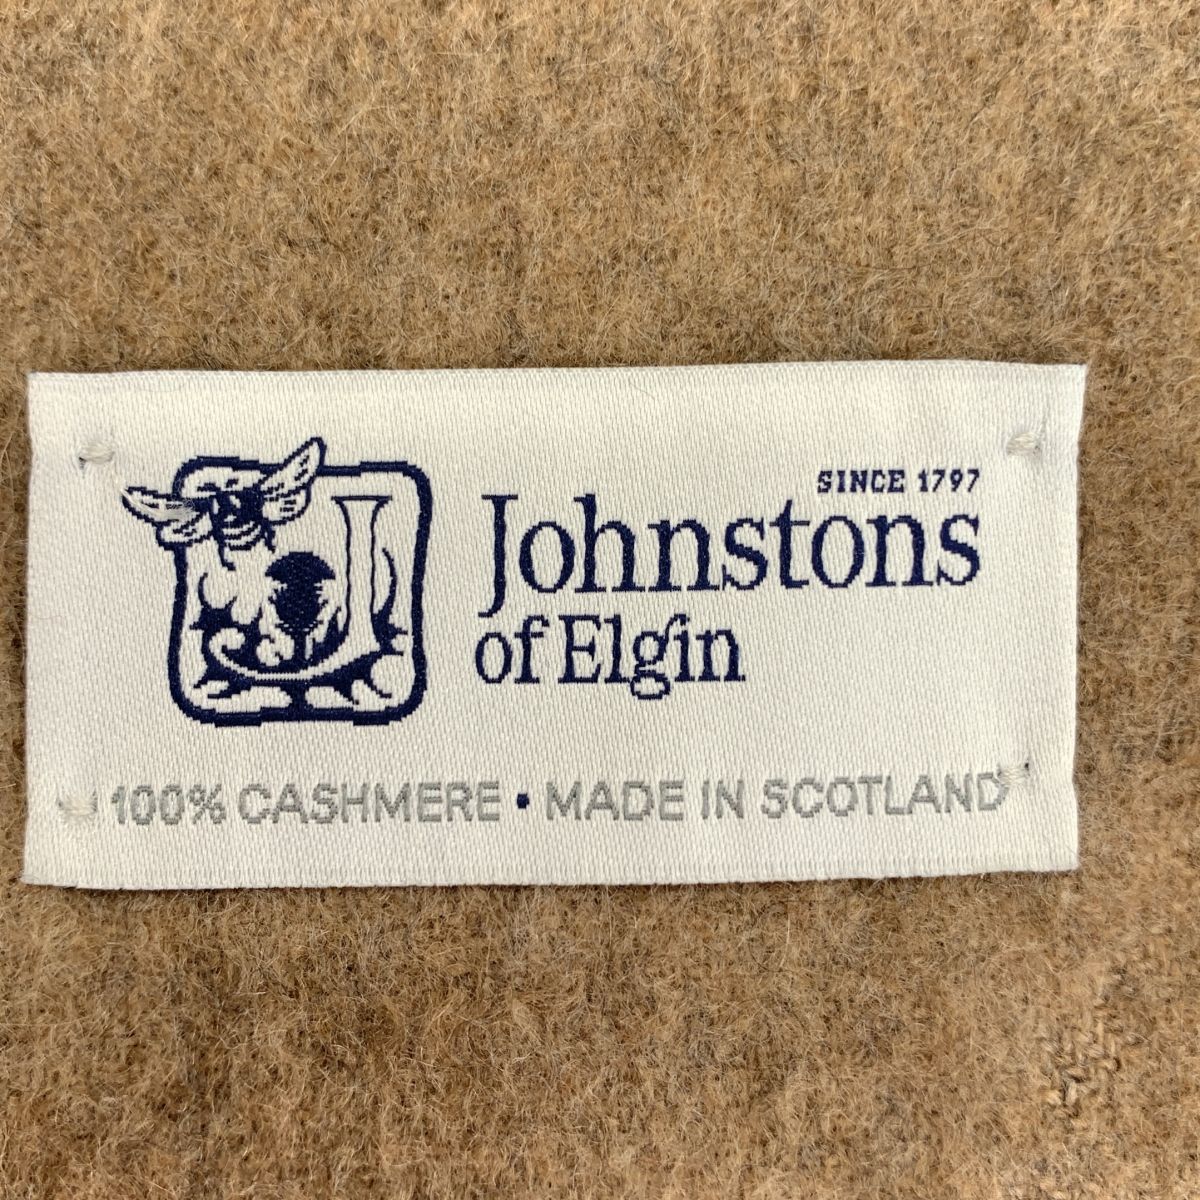 SINCE 1797
Johnstons
of Elgin
100% CASHMERE • MADE IN SCOTLAND